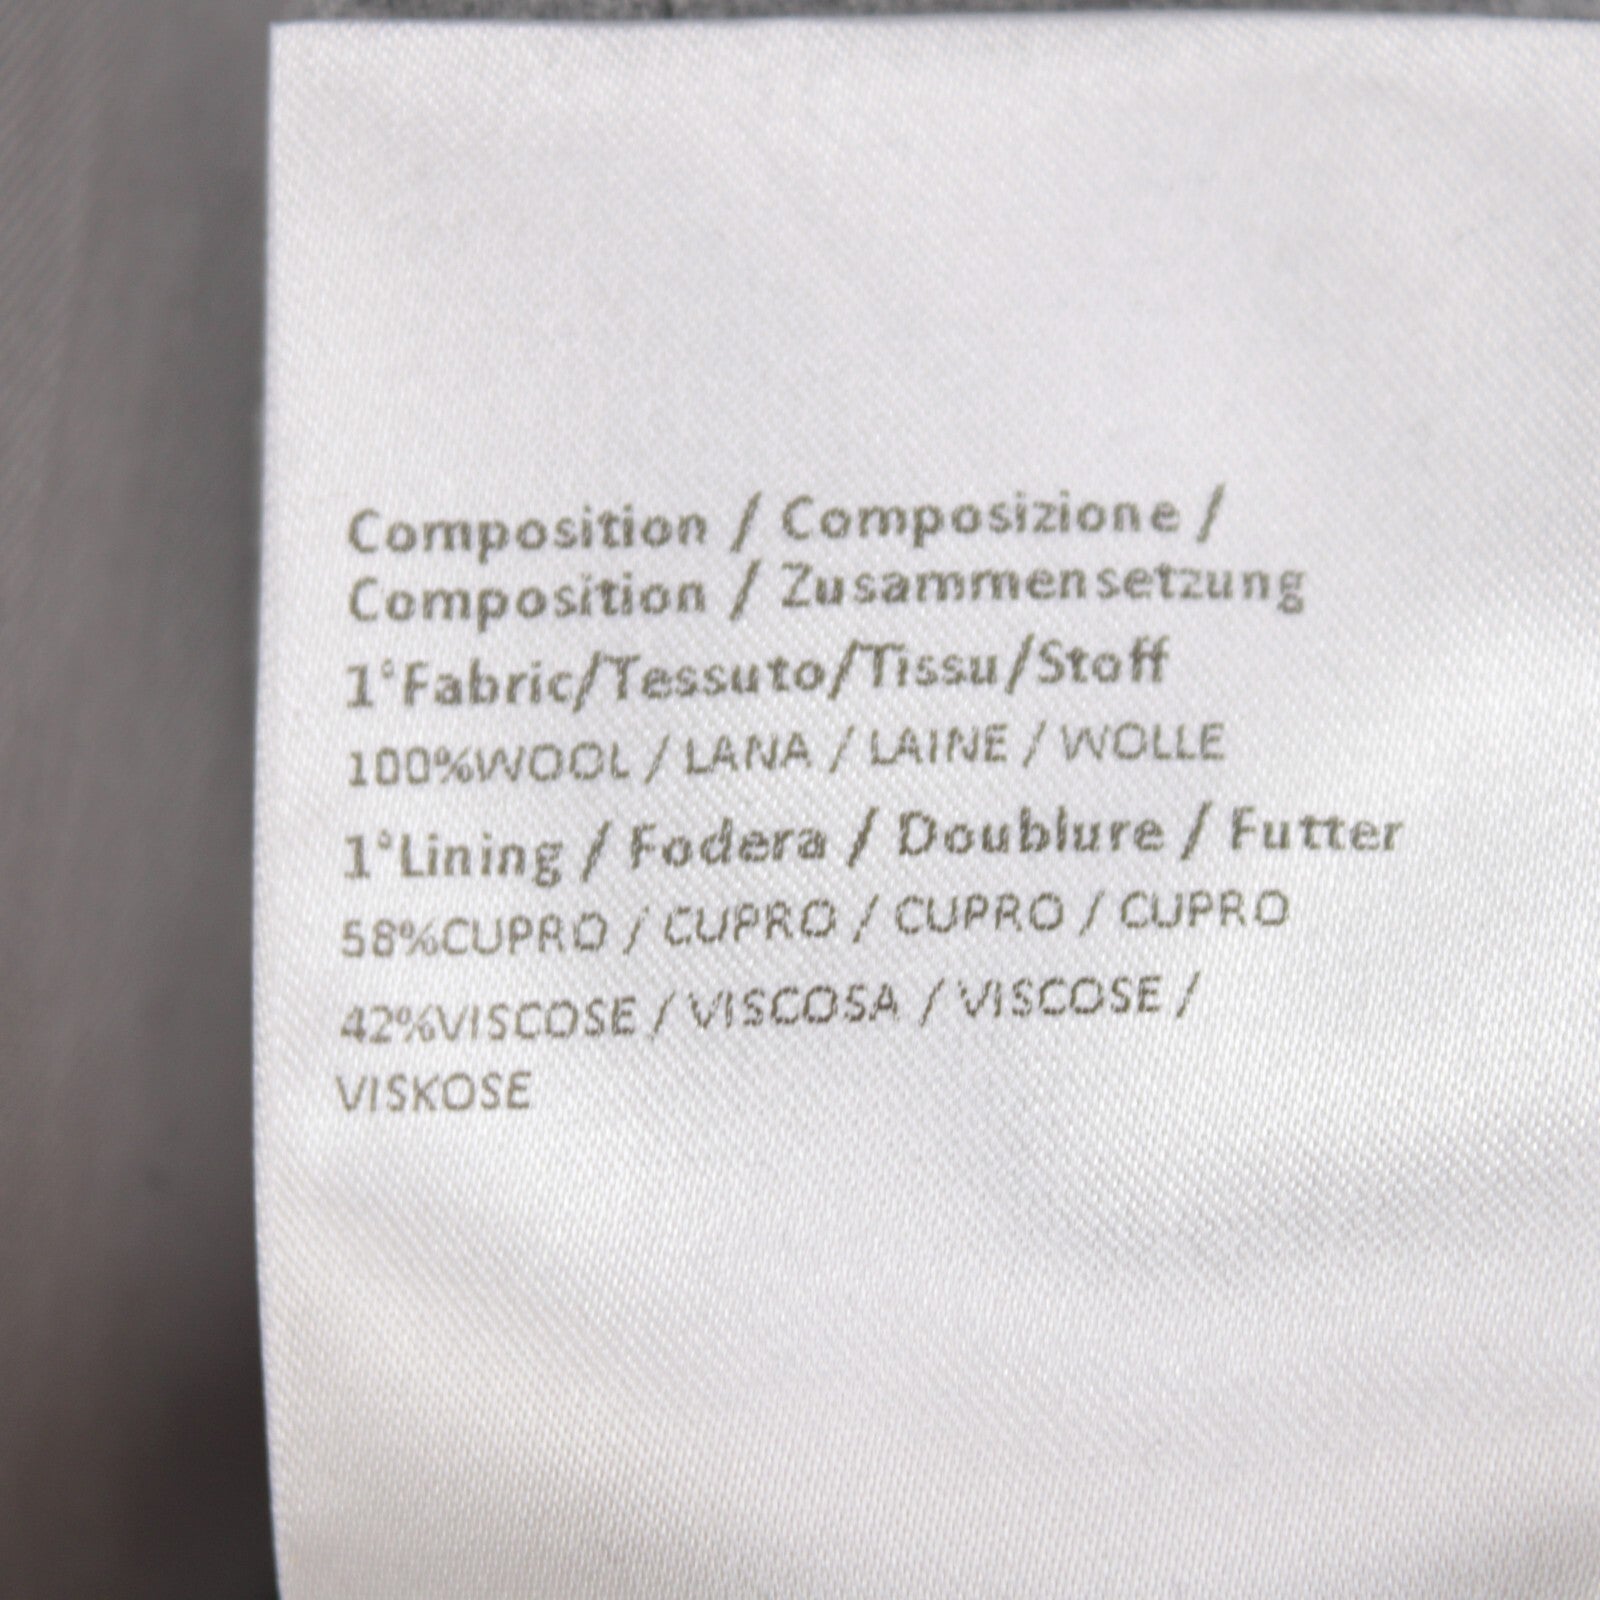 Composition / Composizione /
Composition / Zusammensetzung
1°Fabric/Tessuto/Tissu/Stoff
100%WOOL / LANA / LAINE / WOLLE
1°Lining / Fodera / Doublure / Futter
58%CUPRO / CUPRO / CUPRO / CUPRO
42%VISCOSE / VISCOSA / VISCOSE /
VISKOSE